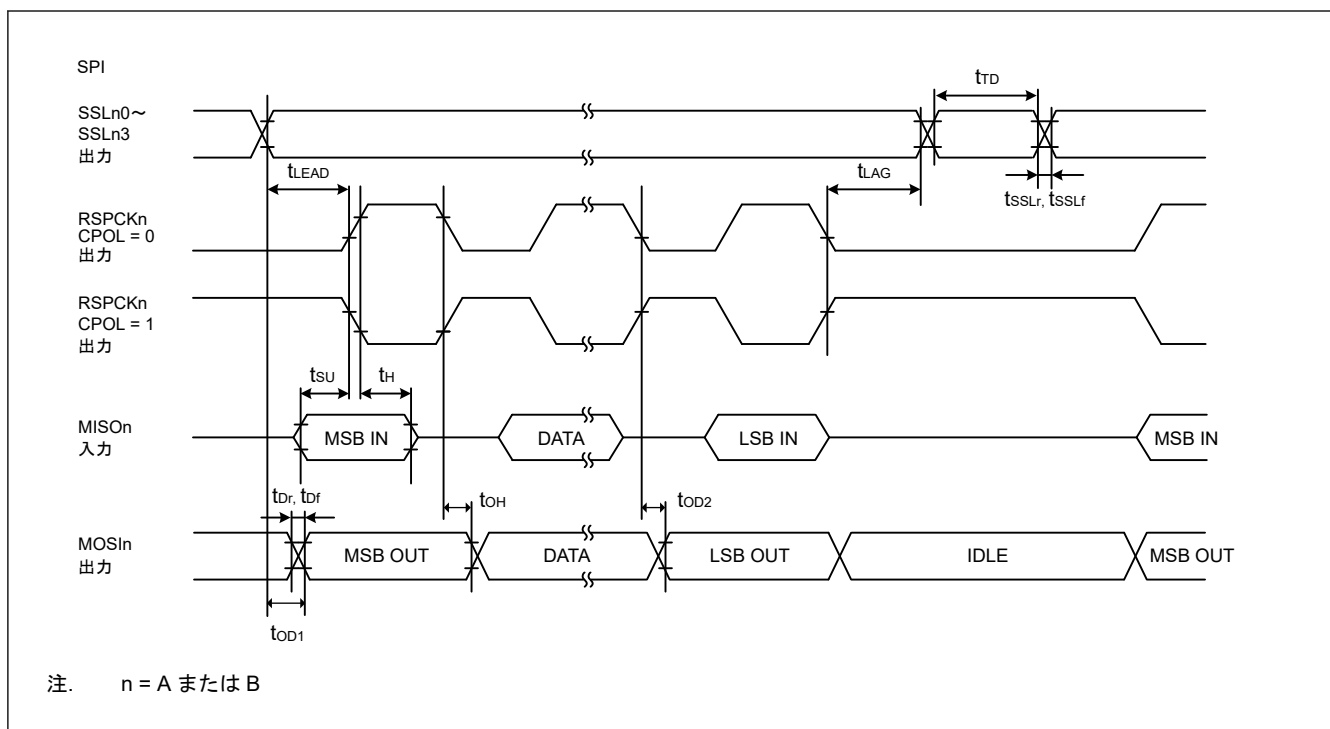 SPI
SSLn0～
SSLn3
出力
tTD
tLEAD
tLAG
tSSLr, tSSLf
RSPCKn
CPOL = 0
出力
RSPCKn
CPOL = 1
出力
tSU
tH
MISOn
入力
MSB IN
DATA
LSB IN
MSB IN
tDr, tDf
tOH
tOD2
MOSIn
出力
MSB OUT
DATA
LSB OUT
IDLE
MSB OUT
tOD1
注. n = A または B